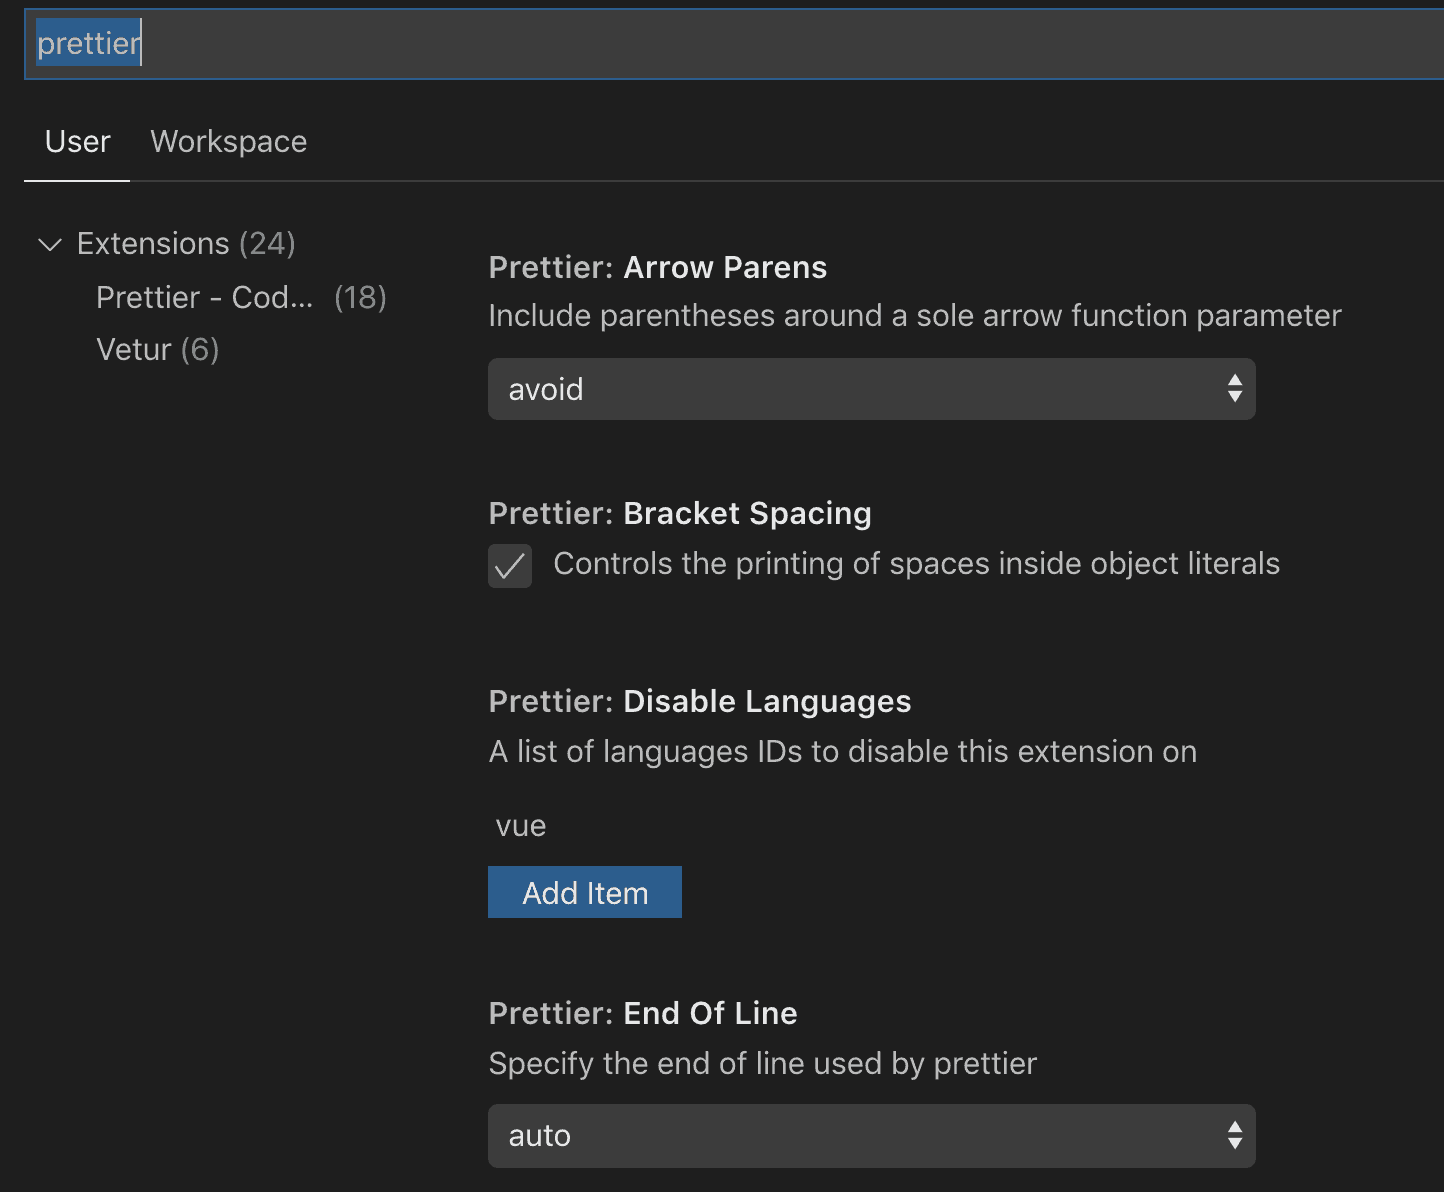 prettier
User Workspace
Extensions (24)
Prettier - Cod... (18)
Vetur (6)
Prettier: Arrow Parens
Include parentheses around a sole arrow function parameter
avoid
Prettier: Bracket Spacing
Controls the printing of spaces inside object literals
Prettier: Disable Languages
A list of languages IDs to disable this extension on
vue
Add Item
Prettier: End Of Line
Specify the end of line used by prettier
auto